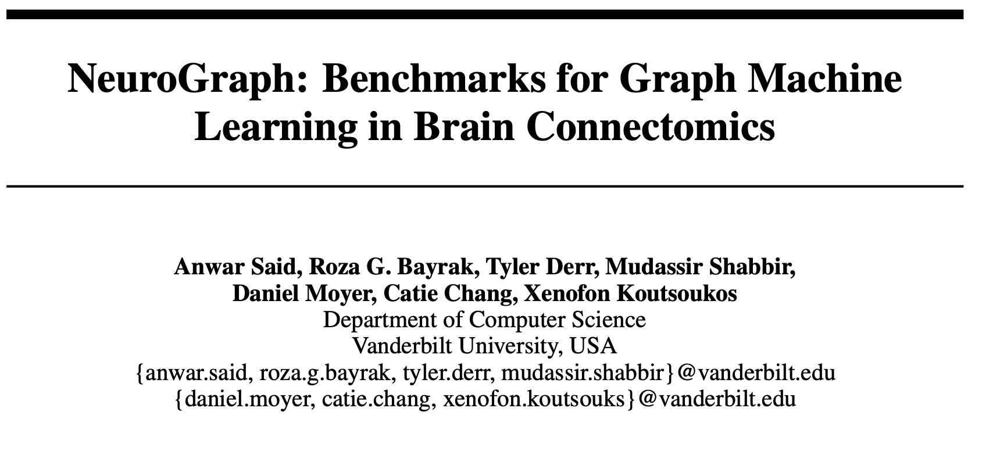 NeuroGraph: Benchmarks for Graph Machine
Learning in Brain Connectomics
Anwar Said, Roza G. Bayrak, Tyler Derr, Mudassir Shabbir,
Daniel Moyer, Catie Chang, Xenofon Koutsoukos
Department of Computer Science
Vanderbilt University, USA
{anwar.said, roza.g.bayrak, tyler.derr, mudassir.shabbir}@vanderbilt.edu
{daniel.moyer, catie.chang, xenofon.koutsouks}@vanderbilt.edu